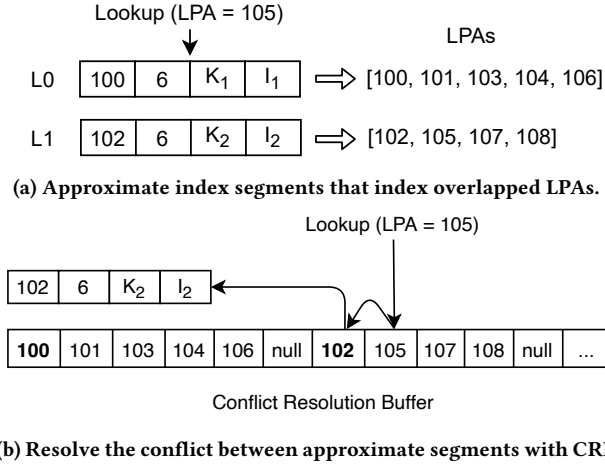 Lookup (LPA = 105)
LPAs
L0 100 6 K1 I1 [100, 101, 103, 104, 106]
L1 102 6 K2 I2 [102, 105, 107, 108]
(a) Approximate index segments that index overlapped LPAs.
Lookup (LPA = 105)
102 6 K2 I2
100 101 103 104 106 null 102 105 107 108 null ...
Conflict Resolution Buffer
(b) Resolve the conflict between approximate segments with